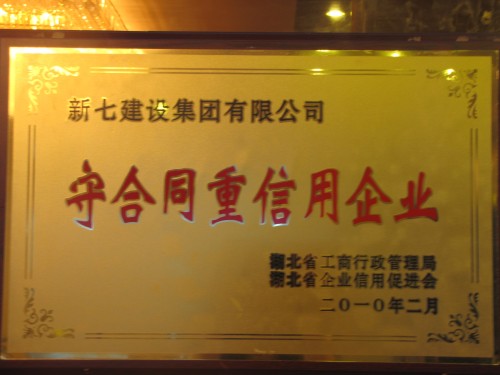 新七建设集团有限公司
守合同重信用企业
湖北省工商行政管理局
湖北省企业信用促进会
二〇一〇年二月